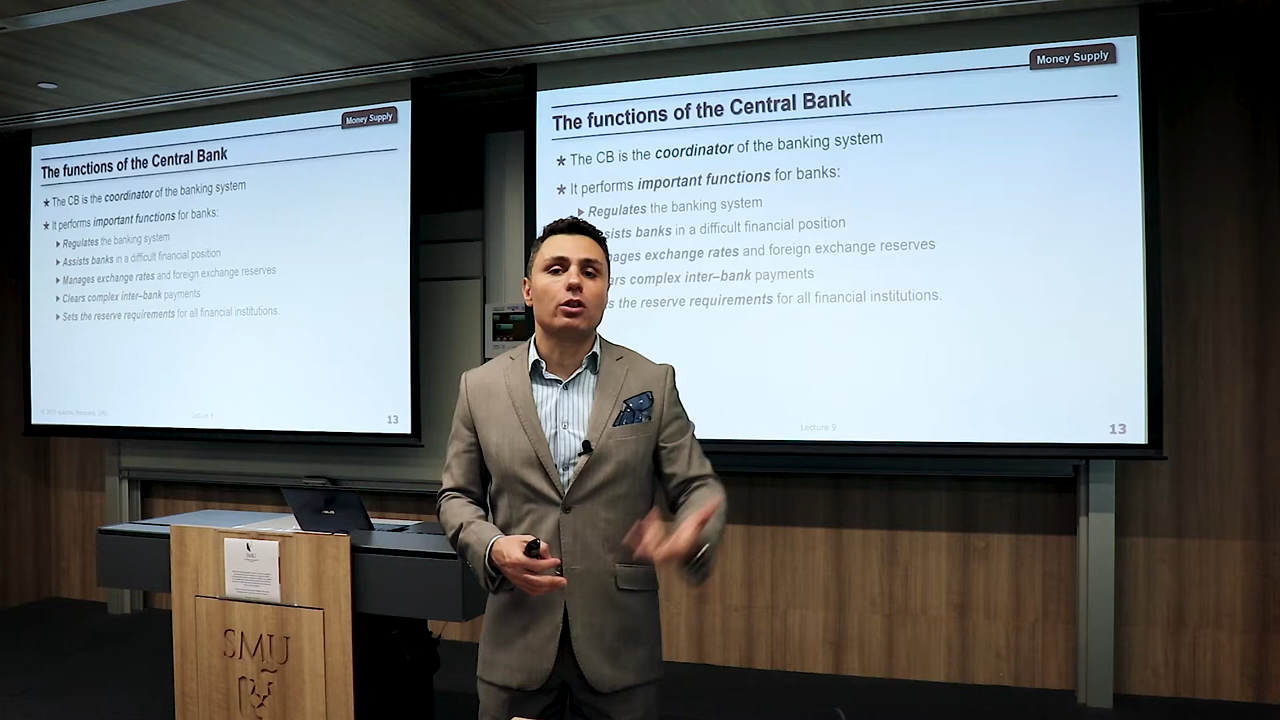 Money Supply
The functions of the Central Bank
★ The CB is the coordinator of the banking system
★ It performs important functions for banks:
▶ Regulates the banking system
▶ Assists banks in a difficult financial position
▶ Manages exchange rates and foreign exchange reserves
▶ Clears complex inter–bank payments
▶ Sets the reserve requirements for all financial institutions.
13
Money Supply
The functions of the Central Bank
★ The CB is the coordinator of the banking system
★ It performs important functions for banks:
▶ Regulates the banking system
sists banks in a difficult financial position
nages exchange rates and foreign exchange reserves
ars complex inter–bank payments
s the reserve requirements for all financial institutions.
Lecture 9
13
SMU
SMU